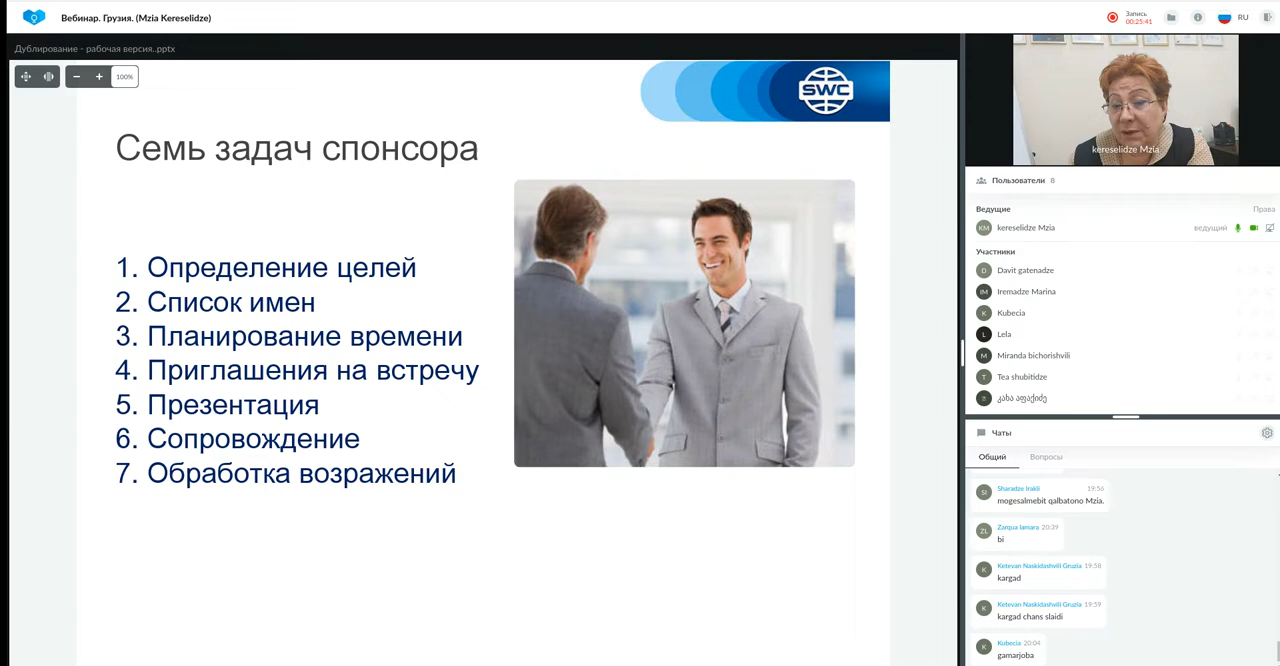 Вебинар. Грузия. (Mzia Kereselidze)
Запись
00:25:41
RU
Дублирование - рабочая версия..pptx
100%
SWC
Семь задач спонсора
1. Определение целей
2. Список имен
3. Планирование времени
4. Приглашения на встречу
5. Презентация
6. Сопровождение
7. Обработка возражений
kereselidze Mzia
Пользователи 8
Ведущие Права
KM kereselidze Mzia ведущий
Участники
D Davit gatenadze
IM Iremadze Marina
K Kubecia
L Lela
M Miranda bichorishvili
T Tea shubitidze
კახა აფაქიძე
Чаты
Общий Вопросы
SI Sharadze Irakli 19:56
mogesalmebit qalbatono Mzia.
ZL Zarqua lamara 20:39
bi
K Ketevan Naskidashvili Gruzia 19:58
kargad
K Ketevan Naskidashvili Gruzia 19:59
kargad chans slaidi
K Kubecia 20:04
gamarjoba